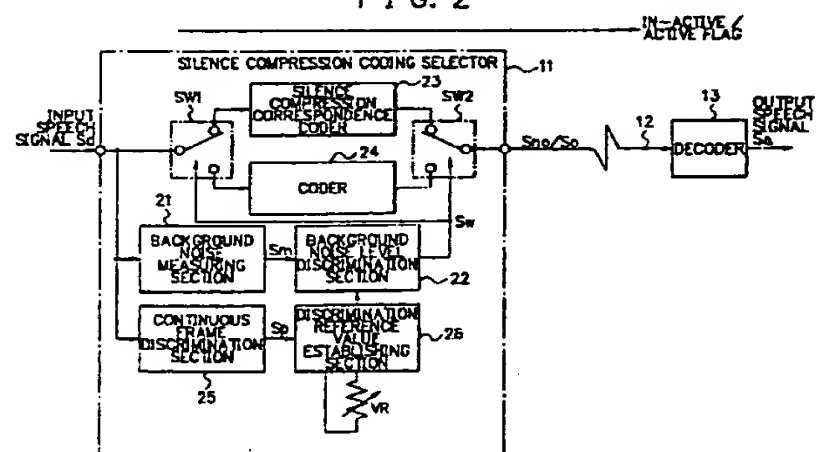 FIG. 2
IN-ACTIVE /
ACTIVE FLAG
SILENCE COMPRESSION CODING SELECTOR
11
23
SW1
SILENCE
COMPRESSION
CORRESPONDENCE
CODER
SW2
INPUT
SPEECH
SIGNAL Sd
24
CODER
Sno/So
12
13
DECODER
OUTPUT
SPEECH
SIGNAL
Sw
21
BACKGROUND
NOISE
MEASURING
SECTION
Sm
BACKGROUND
NOISE LEVEL
DISCRIMINATION
SECTION
22
CONTINUOUS
FRAME
DISCRIMINATION
SECTION
25
Sp
DISCRIMINATION
REFERENCE
VALUE
ESTABLISHING
SECTION
26
VR